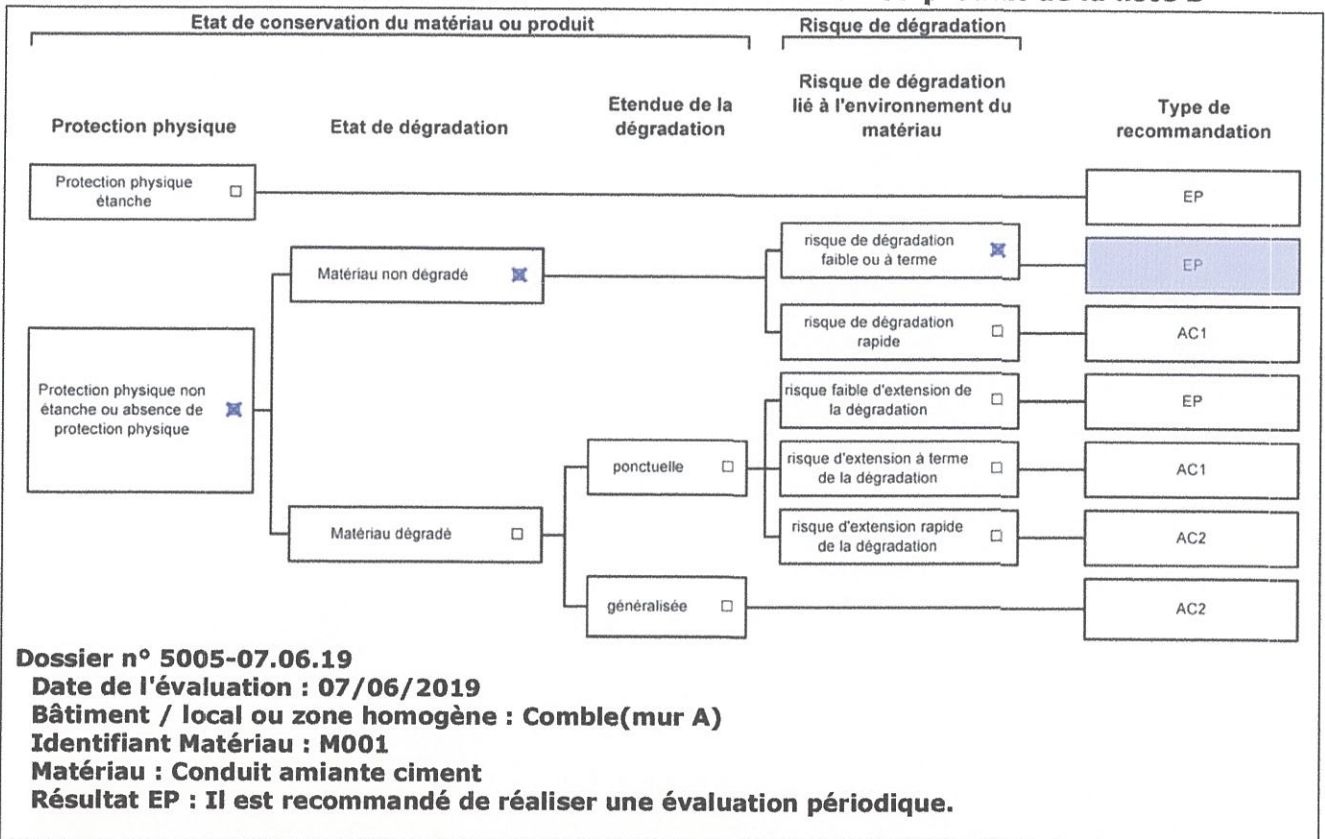 Etat de conservation du matériau ou produit
Risque de dégradation
Protection physique
Etat de dégradation
Etendue de la
dégradation
Risque de dégradation
lié à l'environnement du
matériau
Type de
recommandation
Protection physique
étanche
EP
Matériau non dégradé
risque de dégradation
faible ou à terme
EP
risque de dégradation
rapide
AC1
Protection physique non
étanche ou absence de
protection physique
risque faible d'extension de
la dégradation
EP
ponctuelle
risque d'extension à terme
de la dégradation
AC1
Matériau dégradé
risque d'extension rapide
de la dégradation
AC2
généralisée
AC2
Dossier n° 5005-07.06.19
Date de l'évaluation : 07/06/2019
Bâtiment / local ou zone homogène : Comble(mur A)
Identifiant Matériau : M001
Matériau : Conduit amiante ciment
Résultat EP : Il est recommandé de réaliser une évaluation périodique.